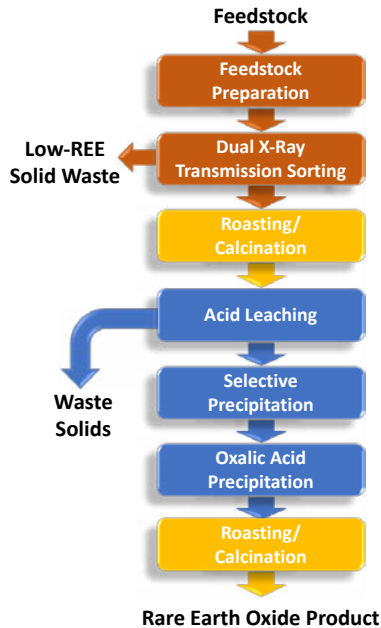 Feedstock
Feedstock
Preparation
Low-REE
Solid Waste
Dual X-Ray
Transmission Sorting
Roasting/
Calcination
Acid Leaching
Waste
Solids
Selective
Precipitation
Oxalic Acid
Precipitation
Roasting/
Calcination
Rare Earth Oxide Product